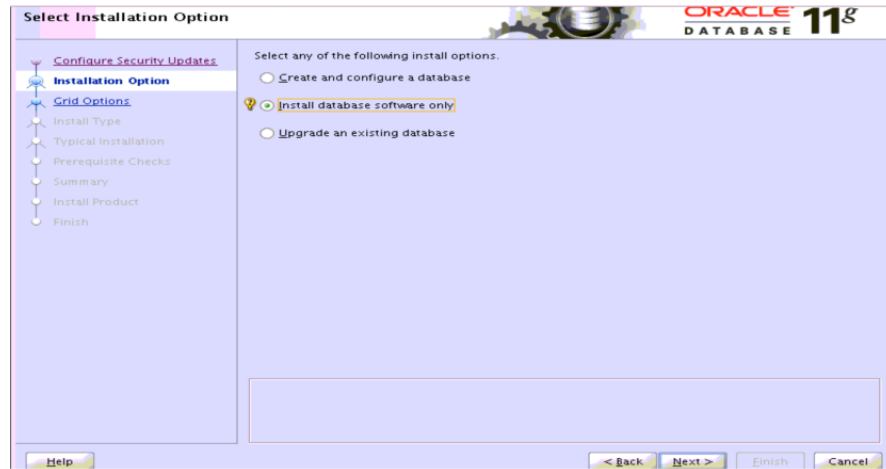 Select Installation Option
ORACLE
DATABASE 11g
Configure Security Updates
Installation Option
Grid Options
Install Type
Typical Installation
Prerequisite Checks
Summary
Install Product
Finish
Select any of the following install options.
Create and configure a database
Install database software only
Upgrade an existing database
Help
< Back
Next >
Finish
Cancel